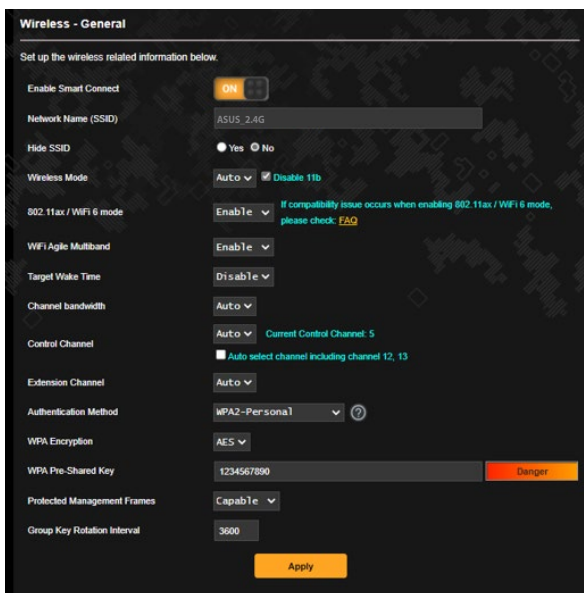 Wireless - General
Set up the wireless related information below.
Enable Smart Connect ON
Network Name (SSID) ASUS_2.4G
Hide SSID Yes No
Wireless Mode Auto Disable 11b
802.11ax / WiFi 6 mode Enable If compatibility issue occurs when enabling 802.11ax / WiFi 6 mode,
please check: FAQ
WiFi Agile Multiband Enable
Target Wake Time Disable
Channel bandwidth Auto
Control Channel Auto Current Control Channel: 5
Auto select channel including channel 12, 13
Extension Channel Auto
Authentication Method WPA2-Personal ?
WPA Encryption AES
WPA Pre-Shared Key 1234567890 Danger
Protected Management Frames Capable
Group Key Rotation Interval 3600
Apply